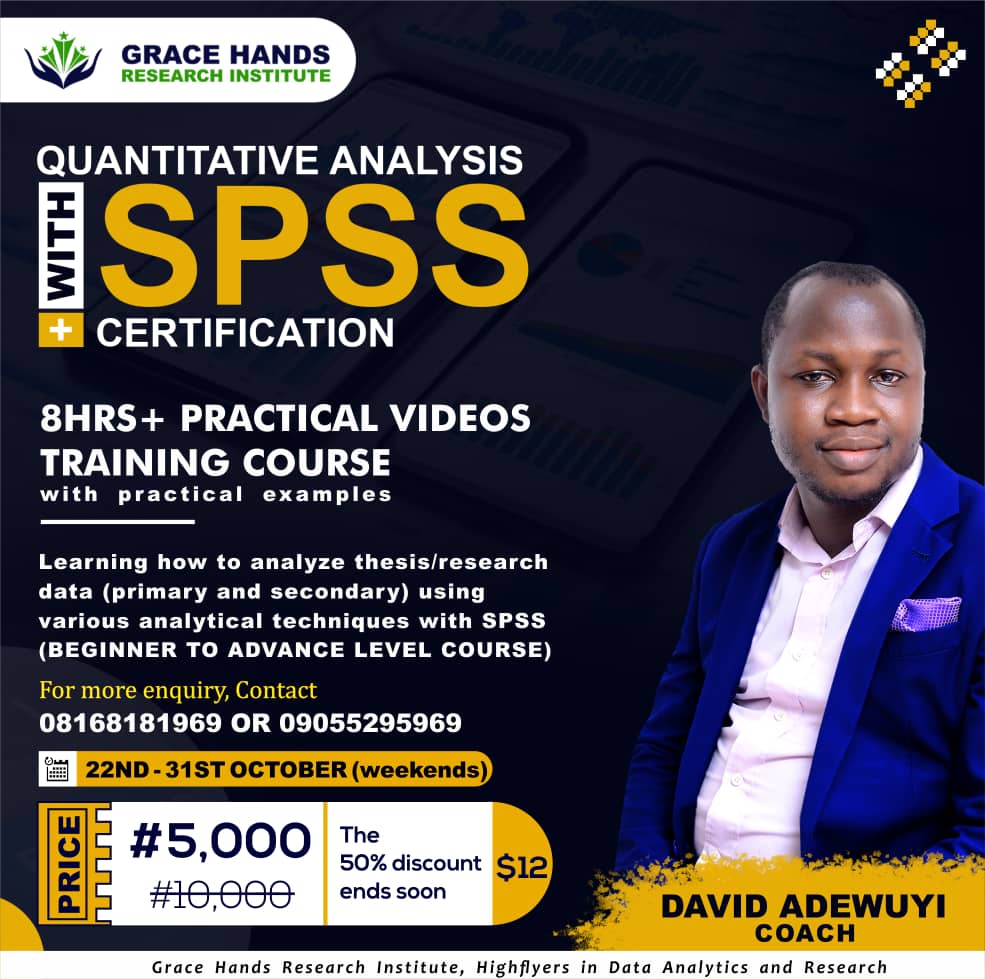 GRACE HANDS
RESEARCH INSTITUTE
QUANTITATIVE ANALYSIS
WITH
SPSS
+ CERTIFICATION
8HRS+ PRACTICAL VIDEOS
TRAINING COURSE
with practical examples
Learning how to analyze thesis/research
data (primary and secondary) using
various analytical techniques with SPSS
(BEGINNER TO ADVANCE LEVEL COURSE)
For more enquiry, Contact
08168181969 OR 09055295969
22ND - 31ST OCTOBER (weekends)
PRICE
#5,000
#10,000
The
50% discount
ends soon
$12
DAVID ADEWUYI
COACH
Grace Hands Research Institute, Highflyers in Data Analytics and Research